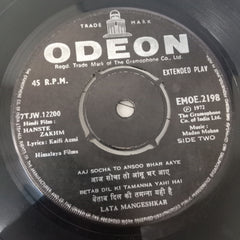 TRADE MARK
ODEON
Regd. Trade Mark of The Gramophone Co. India Ltd
45 R.P.M.
EXTENDED PLAY
7TJW.12200
Hindi Film:
HANSTE
ZAKHM
Lyrics: Kaifi Azmi
Himalaya Films
EMOE.2198
℗ 1972
The Gramophone
Co. of India Ltd.
Music:
Madan Mohan
SIDE TWO
AAJ SOCHA TO ANSOO BHAR AAYE
आज सोचा तो आंसू भर आए
BETAB DIL KI TAMANNA YAHI HAI
बेताब दिल की तमन्ना यही है
LATA MANGESHKAR